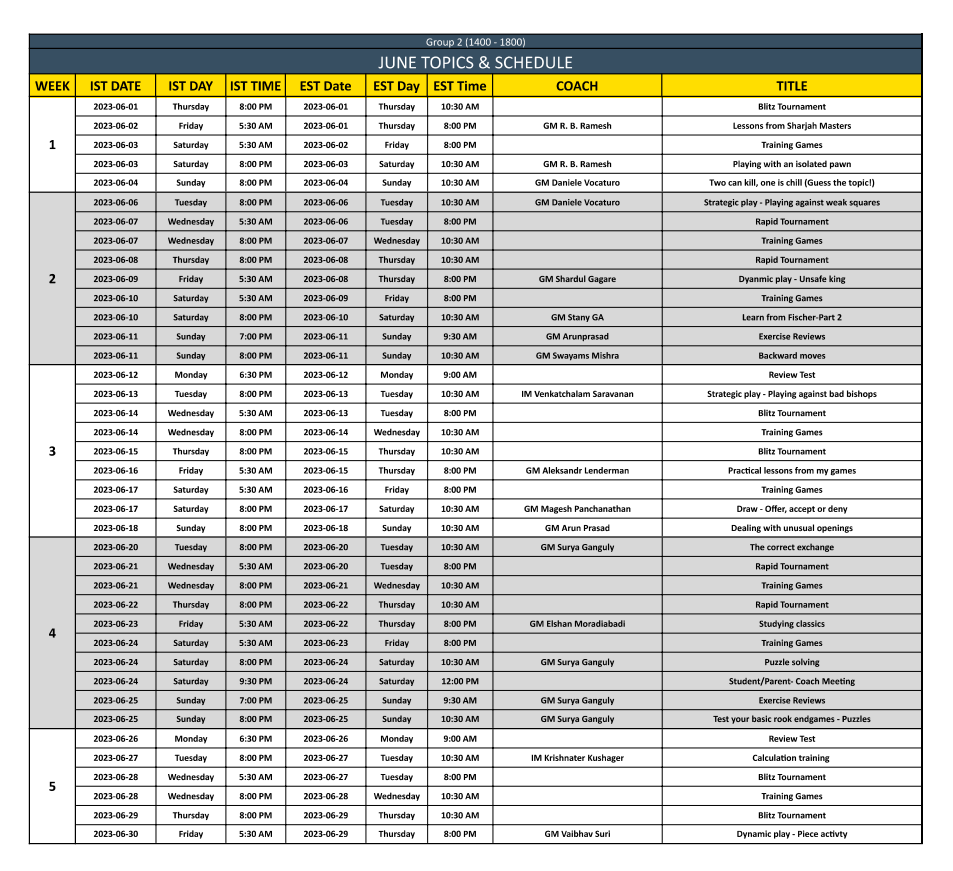 Group 2 (1400 - 1800)
JUNE TOPICS & SCHEDULE
WEEK IST DATE IST DAY IST TIME EST Date EST Day EST Time COACH TITLE
2023-06-01 Thursday 8:00 PM 2023-06-01 Thursday 10:30 AM Blitz Tournament
2023-06-02 Friday 5:30 AM 2023-06-01 Thursday 8:00 PM GM R. B. Ramesh Lessons from Sharjah Masters
1 2023-06-03 Saturday 5:30 AM 2023-06-02 Friday 8:00 PM Training Games
2023-06-03 Saturday 8:00 PM 2023-06-03 Saturday 10:30 AM GM R. B. Ramesh Playing with an isolated pawn
2023-06-04 Sunday 8:00 PM 2023-06-04 Sunday 10:30 AM GM Daniele Vocaturo Two can kill, one is chill (Guess the topic!)
2023-06-06 Tuesday 8:00 PM 2023-06-06 Tuesday 10:30 AM GM Daniele Vocaturo Strategic play - Playing against weak squares
2023-06-07 Wednesday 5:30 AM 2023-06-06 Tuesday 8:00 PM Rapid Tournament
2023-06-07 Wednesday 8:00 PM 2023-06-07 Wednesday 10:30 AM Training Games
2023-06-08 Thursday 8:00 PM 2023-06-08 Thursday 10:30 AM Rapid Tournament
2 2023-06-09 Friday 5:30 AM 2023-06-08 Thursday 8:00 PM GM Shardul Gagare Dyanmic play - Unsafe king
2023-06-10 Saturday 5:30 AM 2023-06-09 Friday 8:00 PM Training Games
2023-06-10 Saturday 8:00 PM 2023-06-10 Saturday 10:30 AM GM Stany GA Learn from Fischer-Part 2
2023-06-11 Sunday 7:00 PM 2023-06-11 Sunday 9:30 AM GM Arunprasad Exercise Reviews
2023-06-11 Sunday 8:00 PM 2023-06-11 Sunday 10:30 AM GM Swayams Mishra Backward moves
2023-06-12 Monday 6:30 PM 2023-06-12 Monday 9:00 AM Review Test
2023-06-13 Tuesday 8:00 PM 2023-06-13 Tuesday 10:30 AM IM Venkatchalam Saravanan Strategic play - Playing against bad bishops
2023-06-14 Wednesday 5:30 AM 2023-06-13 Tuesday 8:00 PM Blitz Tournament
2023-06-14 Wednesday 8:00 PM 2023-06-14 Wednesday 10:30 AM Training Games
3 2023-06-15 Thursday 8:00 PM 2023-06-15 Thursday 10:30 AM Blitz Tournament
2023-06-16 Friday 5:30 AM 2023-06-15 Thursday 8:00 PM GM Aleksandr Lenderman Practical lessons from my games
2023-06-17 Saturday 5:30 AM 2023-06-16 Friday 8:00 PM Training Games
2023-06-17 Saturday 8:00 PM 2023-06-17 Saturday 10:30 AM GM Magesh Panchanathan Draw - Offer, accept or deny
2023-06-18 Sunday 8:00 PM 2023-06-18 Sunday 10:30 AM GM Arun Prasad Dealing with unusual openings
2023-06-20 Tuesday 8:00 PM 2023-06-20 Tuesday 10:30 AM GM Surya Ganguly The correct exchange
2023-06-21 Wednesday 5:30 AM 2023-06-20 Tuesday 8:00 PM Rapid Tournament
2023-06-21 Wednesday 8:00 PM 2023-06-21 Wednesday 10:30 AM Training Games
2023-06-22 Thursday 8:00 PM 2023-06-22 Thursday 10:30 AM Rapid Tournament
4 2023-06-23 Friday 5:30 AM 2023-06-22 Thursday 8:00 PM GM Elshan Moradiabadi Studying classics
2023-06-24 Saturday 5:30 AM 2023-06-23 Friday 8:00 PM Training Games
2023-06-24 Saturday 8:00 PM 2023-06-24 Saturday 10:30 AM GM Surya Ganguly Puzzle solving
2023-06-24 Saturday 9:30 PM 2023-06-24 Saturday 12:00 PM Student/Parent- Coach Meeting
2023-06-25 Sunday 7:00 PM 2023-06-25 Sunday 9:30 AM GM Surya Ganguly Exercise Reviews
2023-06-25 Sunday 8:00 PM 2023-06-25 Sunday 10:30 AM GM Surya Ganguly Test your basic rook endgames - Puzzles
2023-06-26 Monday 6:30 PM 2023-06-26 Monday 9:00 AM Review Test
2023-06-27 Tuesday 8:00 PM 2023-06-27 Tuesday 10:30 AM IM Krishnater Kushager Calculation training
5 2023-06-28 Wednesday 5:30 AM 2023-06-27 Tuesday 8:00 PM Blitz Tournament
2023-06-28 Wednesday 8:00 PM 2023-06-28 Wednesday 10:30 AM Training Games
2023-06-29 Thursday 8:00 PM 2023-06-29 Thursday 10:30 AM Blitz Tournament
2023-06-30 Friday 5:30 AM 2023-06-29 Thursday 8:00 PM GM Vaibhav Suri Dynamic play - Piece activty